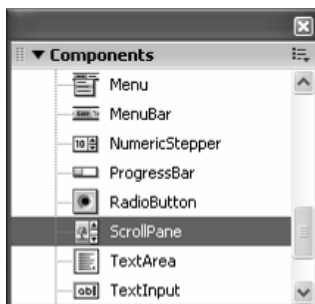 Components
Menu
MenuBar
NumericStepper
ProgressBar
RadioButton
ScrollPane
TextArea
TextInput